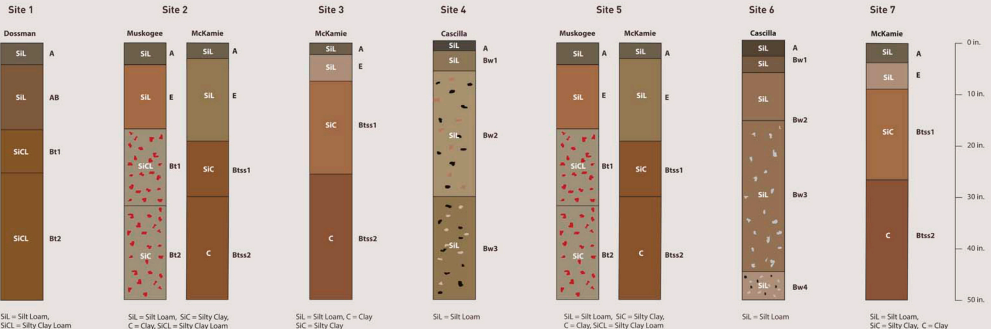 Site 1
Site 2
Site 3
Site 4
Site 5
Site 6
Site 7
Dossman
Muskogee
McKamie
McKamie
Cascilla
Muskogee
McKamie
Cascilla
McKamie
SiL A
SiL AB
SiCL Bt1
SiCL Bt2
SiL A
SiL E
SiCL Bt1
SiC Bt2
SiL A
SiL E
SiC Btss1
C Btss2
SiL A
SiL E
SiC Btss1
C Btss2
SiL A
SiL Bw1
SiL Bw2
SiL Bw3
SiL A
SiL E
SiCL Bt1
SiC Bt2
SiL A
SiL E
SiC Btss1
C Btss2
SiL A
SiL Bw1
SiL Bw2
SiL Bw3
SiL Bw4
SiL A
SiL E
SiC Btss1
C Btss2
0 in.
10 in.
20 in.
30 in.
40 in.
50 in.
SiL = Silt Loam,
SiCL = Silty Clay Loam
SiL = Silt Loam, SiC = Silty Clay,
C = Clay, SiCL = Silty Clay Loam
SiL = Silt Loam, C = Clay
SiC = Silty Clay
SiL = Silt Loam
SiL = Silt Loam, SiC = Silty Clay,
C = Clay, SiCL = Silty Clay Loam
SiL = Silt Loam
SiL = Silt Loam,
SiC = Silty Clay, C = Clay